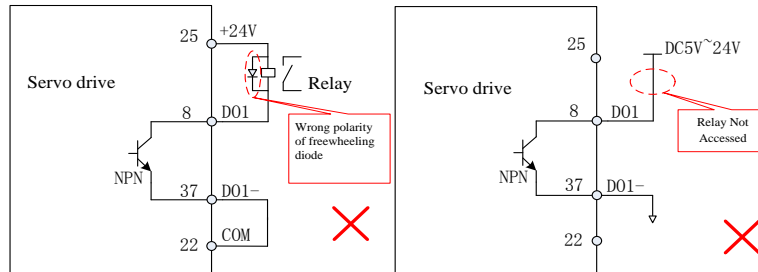 25
+24V
Servo drive
Relay
8
DO1
Wrong polarity
of freewheeling
diode
NPN
37
DO1-
22
COM
25
DC5V~24V
Servo drive
8
DO1
Relay Not
Accessed
NPN
37
DO1-
22